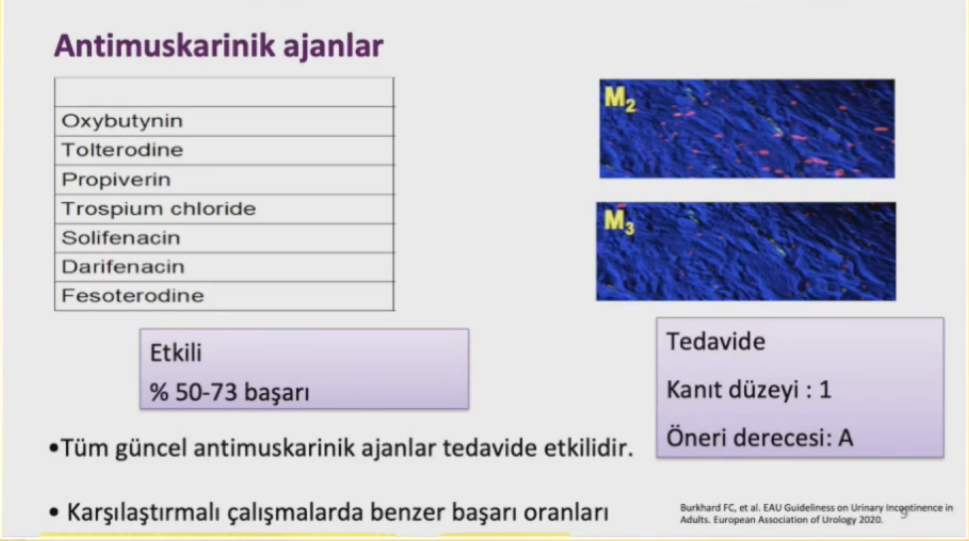 Antimuskarinik ajanlar
Oxybutynin
Tolterodine
Propiverin
Trospium chloride
Solifenacin
Darifenacin
Fesoterodine
M2
M3
Etkili
% 50-73 başarı
Tedavide
Kanıt düzeyi : 1
Öneri derecesi: A
•Tüm güncel antimuskarinik ajanlar tedavide etkilidir.
• Karşılaştırmalı çalışmalarda benzer başarı oranları
Burkhard FC, et al. EAU Guideliness on Urinary Incontinence in
Adults. European Association of Urology 2020.
9